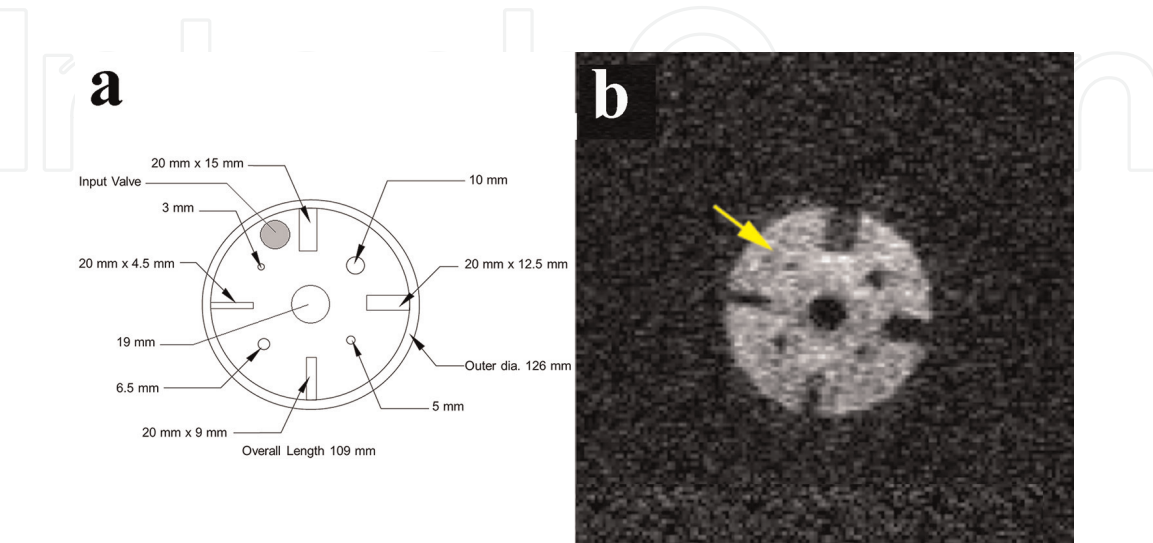 a
b
20 mm x 15 mm
Input Valve
10 mm
3 mm
20 mm x 4.5 mm
20 mm x 12.5 mm
19 mm
Outer dia. 126 mm
6.5 mm
5 mm
20 mm x 9 mm
Overall Length 109 mm